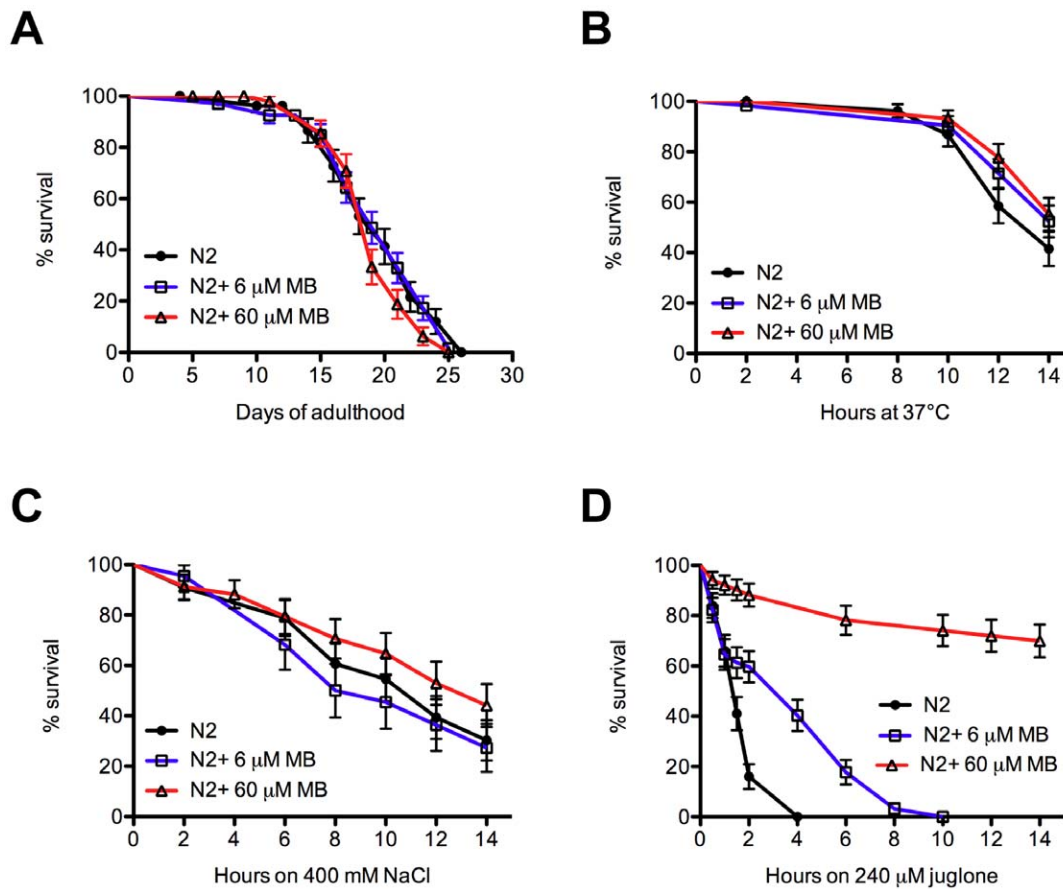 A
% survival
100
80
60
40
20
0
N2
N2+ 6 μM MB
N2+ 60 μM MB
0 5 10 15 20 25 30
Days of adulthood
B
% survival
100
80
60
40
20
0
N2
N2+ 6 μM MB
N2+ 60 μM MB
0 2 4 6 8 10 12 14
Hours at 37°C
C
% survival
100
80
60
40
20
0
N2
N2+ 6 μM MB
N2+ 60 μM MB
0 2 4 6 8 10 12 14
Hours on 400 mM NaCl
D
% survival
100
80
60
40
20
0
N2
N2+ 6 μM MB
N2+ 60 μM MB
0 2 4 6 8 10 12 14
Hours on 240 μM juglone